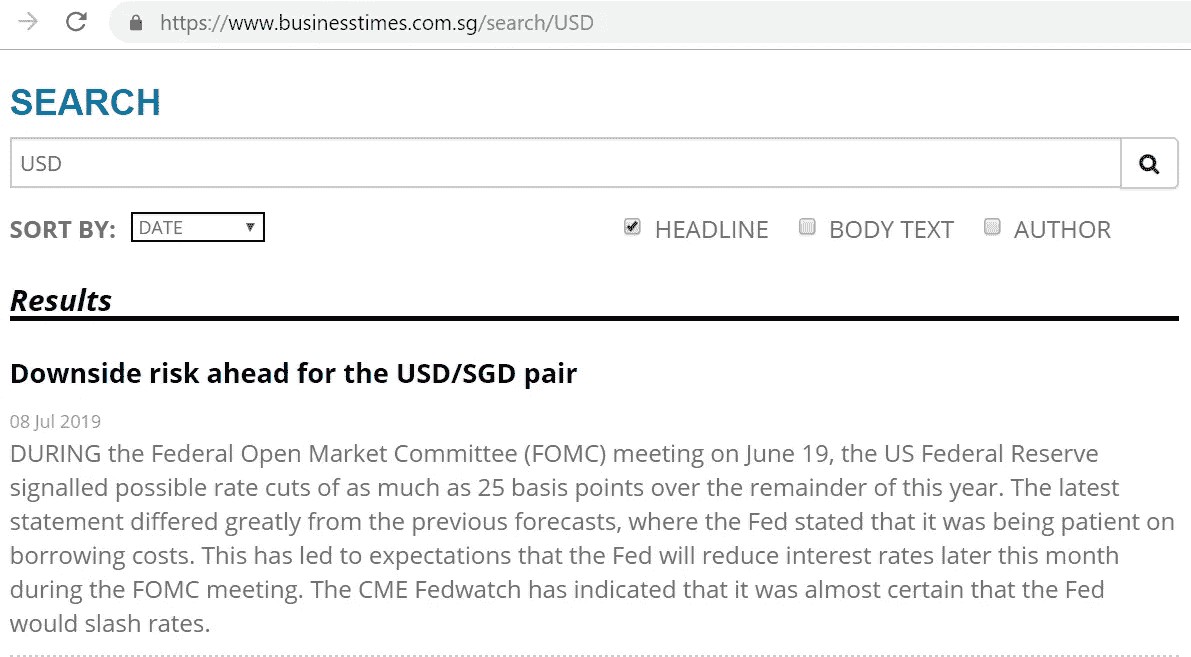 https://www.businesstimes.com.sg/search/USD
SEARCH
USD
SORT BY: DATE HEADLINE BODY TEXT AUTHOR
Results
Downside risk ahead for the USD/SGD pair
08 Jul 2019
DURING the Federal Open Market Committee (FOMC) meeting on June 19, the US Federal Reserve
signalled possible rate cuts of as much as 25 basis points over the remainder of this year. The latest
statement differed greatly from the previous forecasts, where the Fed stated that it was being patient on
borrowing costs. This has led to expectations that the Fed will reduce interest rates later this month
during the FOMC meeting. The CME Fedwatch has indicated that it was almost certain that the Fed
would slash rates.